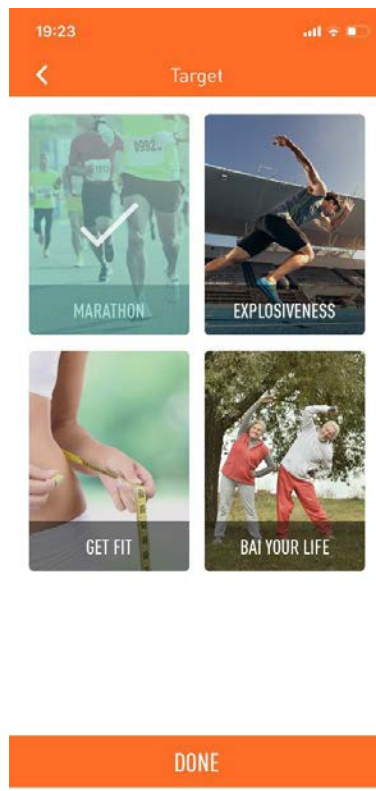 19:23
Target
MARATHON
EXPLOSIVENESS
GET FIT
BAI YOUR LIFE
DONE